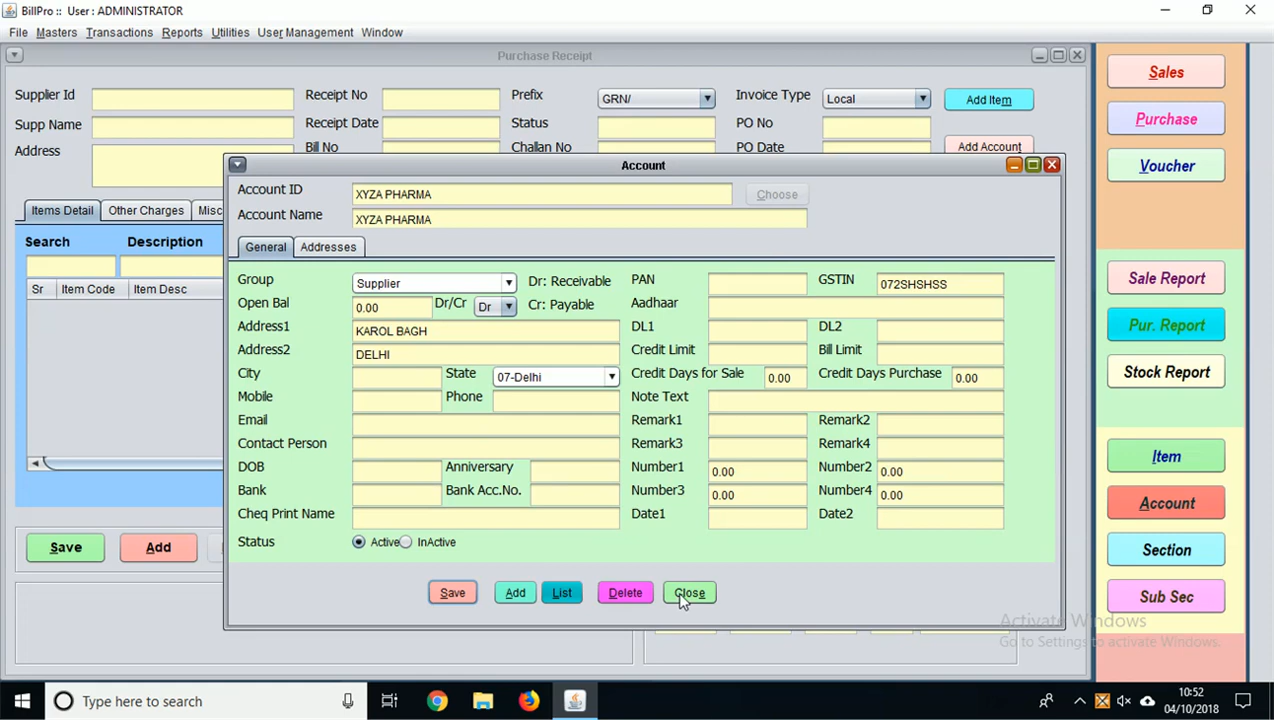 BillPro :: User : ADMINISTRATOR
File Masters Transactions Reports Utilities User Management Window
Purchase Receipt
Supplier Id Receipt No Prefix GRN/ Invoice Type Local Add Item
Supp Name Receipt Date Status PO No
Address Bill No Challan No PO Date Add Account
Account
Account ID XYZA PHARMA Choose
Account Name XYZA PHARMA
General Addresses
Group Supplier Dr: Receivable PAN GSTIN 072SHSHSS
Open Bal 0.00 Dr/Cr Dr Cr: Payable Aadhaar
Address1 KAROL BAGH DL1 DL2
Address2 DELHI Credit Limit Bill Limit
City State 07-Delhi Credit Days for Sale 0.00 Credit Days Purchase 0.00
Mobile Phone Note Text
Email Remark1 Remark2
Contact Person Remark3 Remark4
DOB Anniversary Number1 0.00 Number2 0.00
Bank Bank Acc.No. Number3 0.00 Number4 0.00
Cheq Print Name Date1 Date2
Status Active InActive
Save Add List Delete Close
Items Detail Other Charges Misc
Search Description
Sr Item Code Item Desc
Save Add
Sales
Purchase
Voucher
Sale Report
Pur. Report
Stock Report
Item
Account
Section
Sub Sec
Activate Windows
Go to Settings to activate Windows.
Type here to search
10:52
04/10/2018